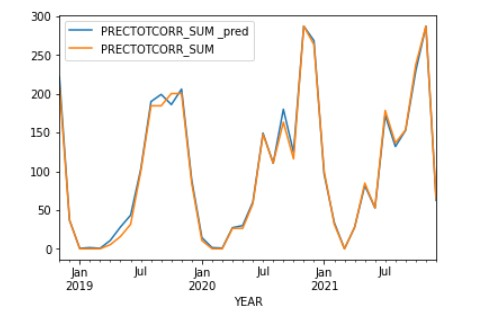 300
250
200
150
100
50
0
PRECTOTCORR_SUM _pred
PRECTOTCORR_SUM
Jan Jul Jan Jul Jan Jul
2019 2020 2021
YEAR